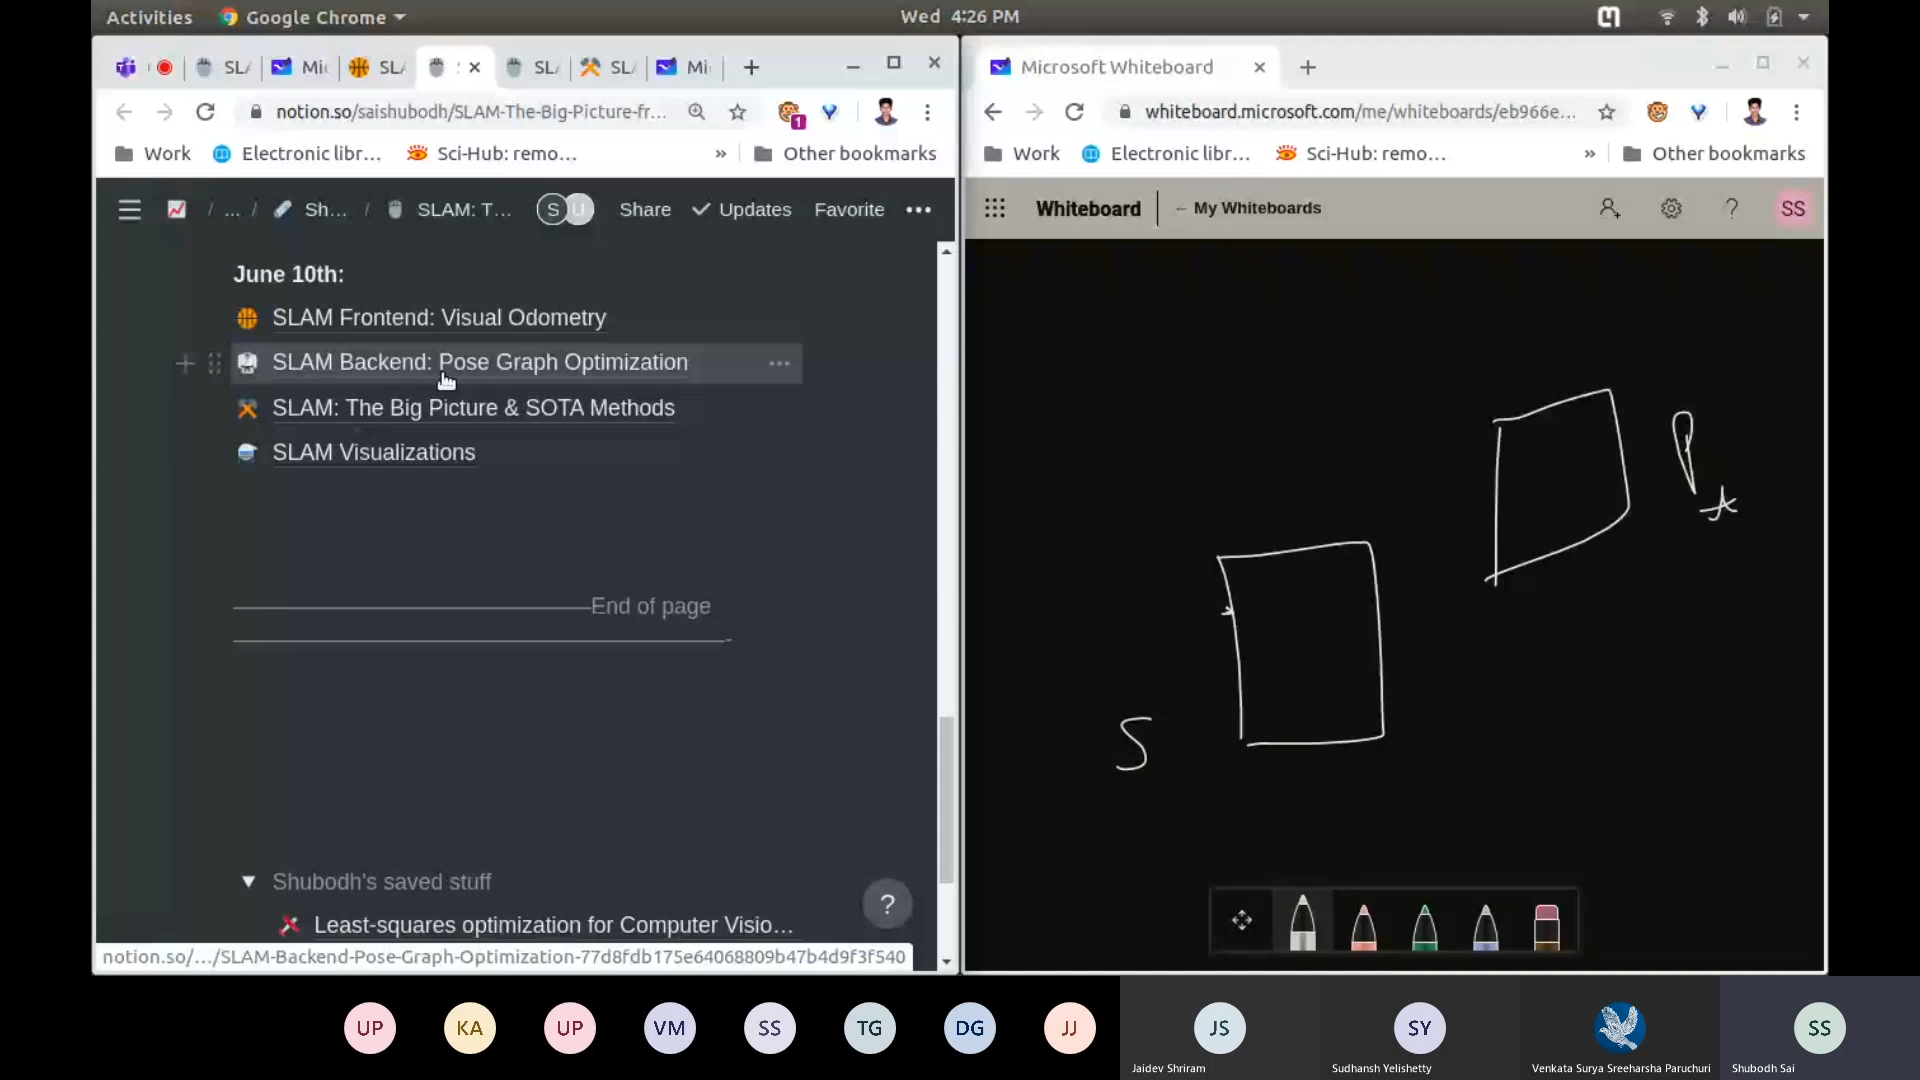 Activities
Google Chrome
Wed 4:26 PM
SL/
Mi
SL/
SL/
SL/
Mi
Microsoft Whiteboard
notion.so/saishubodh/SLAM-The-Big-Picture-fr...
1
whiteboard.microsoft.com/me/whiteboards/eb966e...
Work
Electronic libr...
Sci-Hub: remo...
»
Other bookmarks
Work
Electronic libr...
Sci-Hub: remo...
»
Other bookmarks
/ ... / Sh... / SLAM: T...
S U
Share
Updates
Favorite
Whiteboard
← My Whiteboards
?
SS
June 10th:
SLAM Frontend: Visual Odometry
SLAM Backend: Pose Graph Optimization
SLAM: The Big Picture & SOTA Methods
SLAM Visualizations
End of page
S
Shubodh's saved stuff
Least-squares optimization for Computer Visio...
?
notion.so/.../SLAM-Backend-Pose-Graph-Optimization-77d8fdb175e64068809b47b4d9f3f540
UP
KA
UP
VM
SS
TG
DG
JJ
JS
SY
SS
Jaidev Shriram
Sudhansh Yelishetty
Venkata Surya Sreeharsha Paruchuri
Shubodh Sai